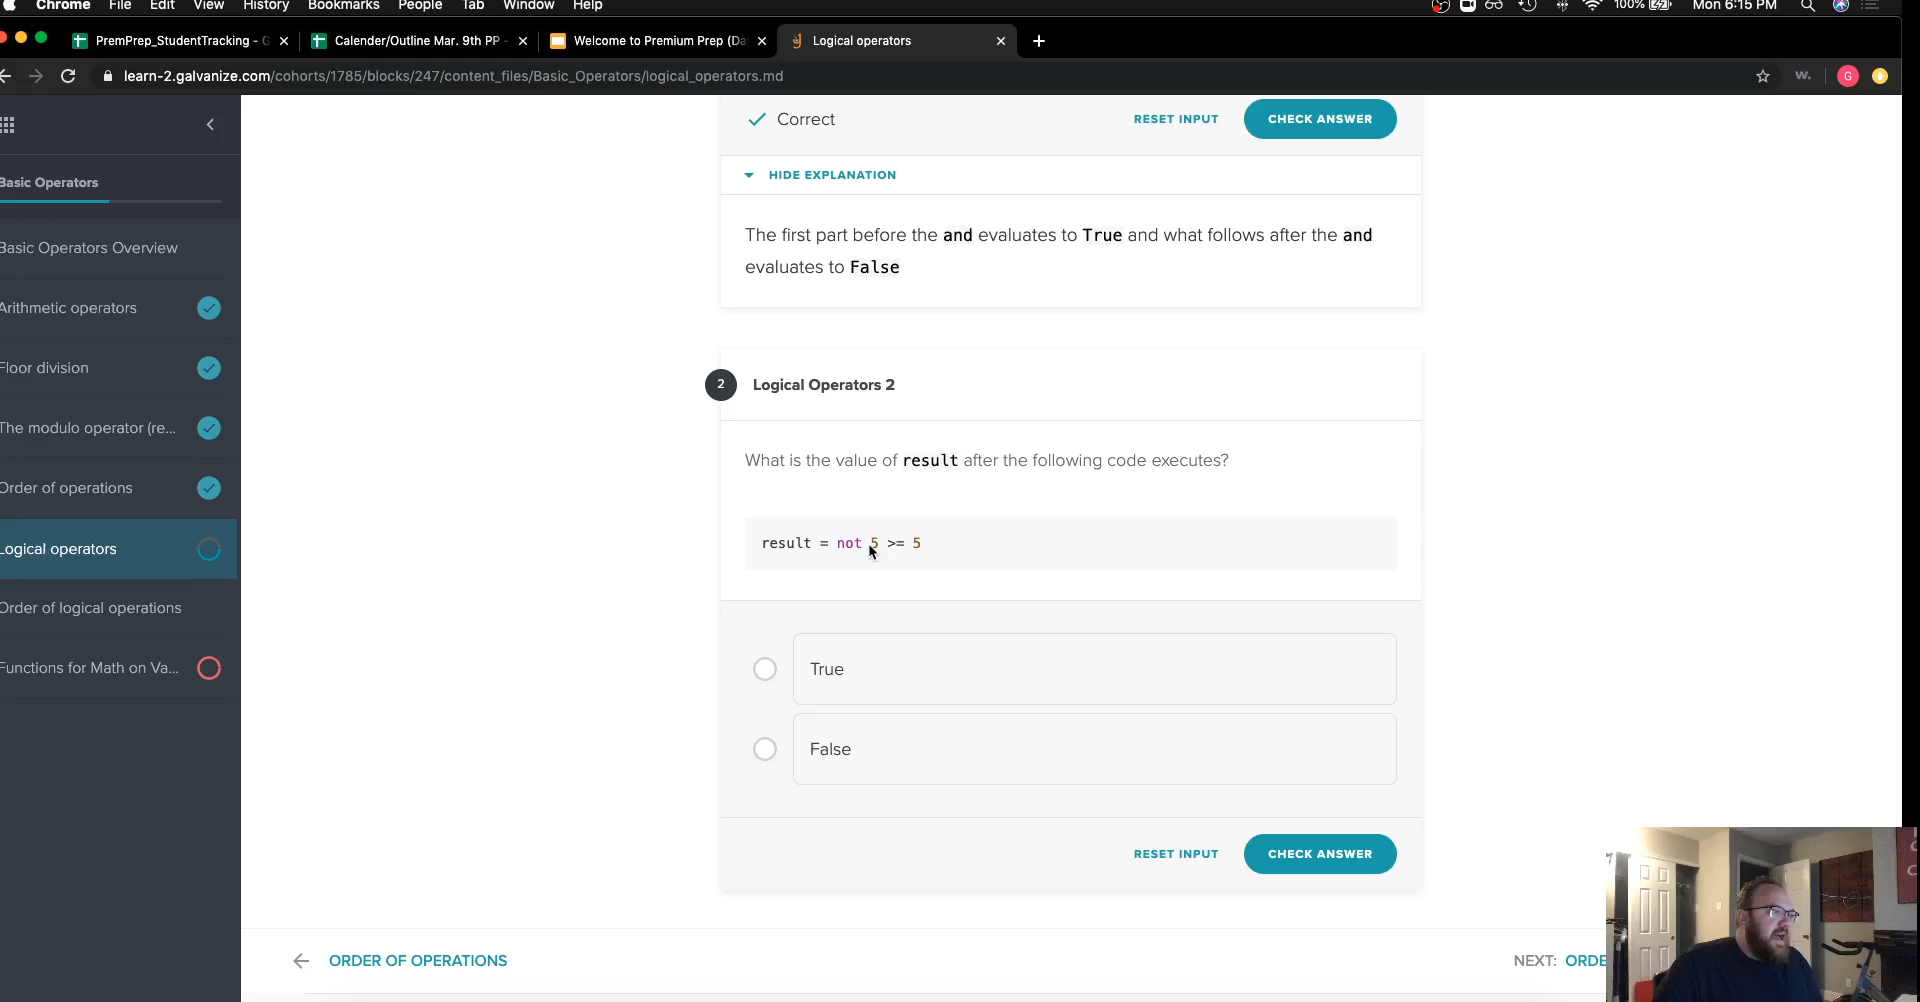 Chrome File Edit View History Bookmarks People Tab Window Help 100% Mon 6:15 PM
PremPrep_StudentTracking - G Calender/Outline Mar. 9th PP - Welcome to Premium Prep (Da Logical operators
learn-2.galvanize.com/cohorts/1785/blocks/247/content_files/Basic_Operators/logical_operators.md W. G
Basic Operators
Basic Operators Overview
Arithmetic operators
Floor division
The modulo operator (re...
Order of operations
Logical operators
Order of logical operations
Functions for Math on Va...
Correct RESET INPUT CHECK ANSWER
HIDE EXPLANATION
The first part before the and evaluates to True and what follows after the and
evaluates to False
2 Logical Operators 2
What is the value of result after the following code executes?
result = not 5 >= 5
True
False
RESET INPUT CHECK ANSWER
ORDER OF OPERATIONS
NEXT: ORDE